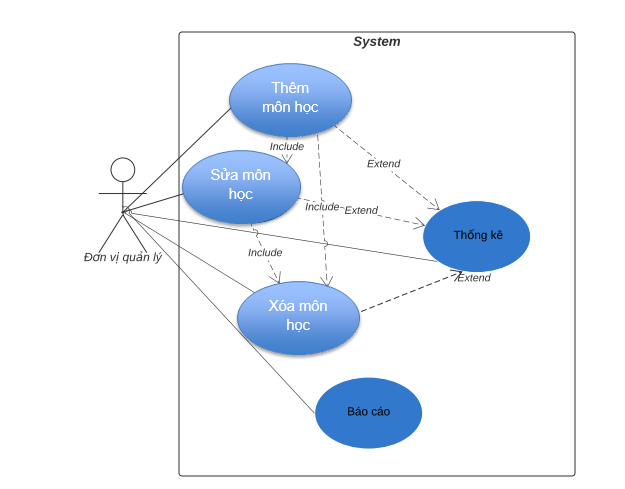 System
Thêm
môn học
Include
Extend
Sửa môn
học
Include
Extend
Thống kê
Đơn vị quản lý
Include
Extend
Xóa môn
học
Báo cáo